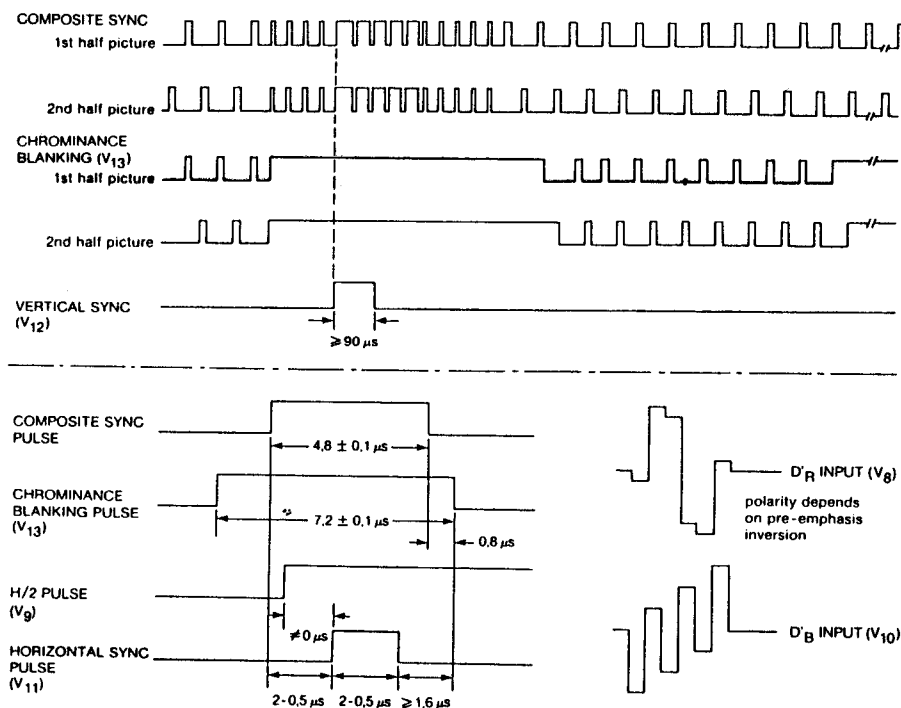 COMPOSITE SYNC
1st half picture
2nd half picture
CHROMINANCE
BLANKING (V13)
1st half picture
2nd half picture
VERTICAL SYNC
(V12)
≥90 µs
COMPOSITE SYNC
PULSE
4,8 ± 0,1 µs
CHROMINANCE
BLANKING PULSE
(V13)
7,2 ± 0,1 µs
0,8 µs
H/2 PULSE
(V9)
≠0 µs
HORIZONTAL SYNC
PULSE
(V11)
2-0,5 µs 2-0,5 µs ≥1,6 µs
D'R INPUT (V8)
polarity depends
on pre-emphasis
inversion
D'B INPUT (V10)